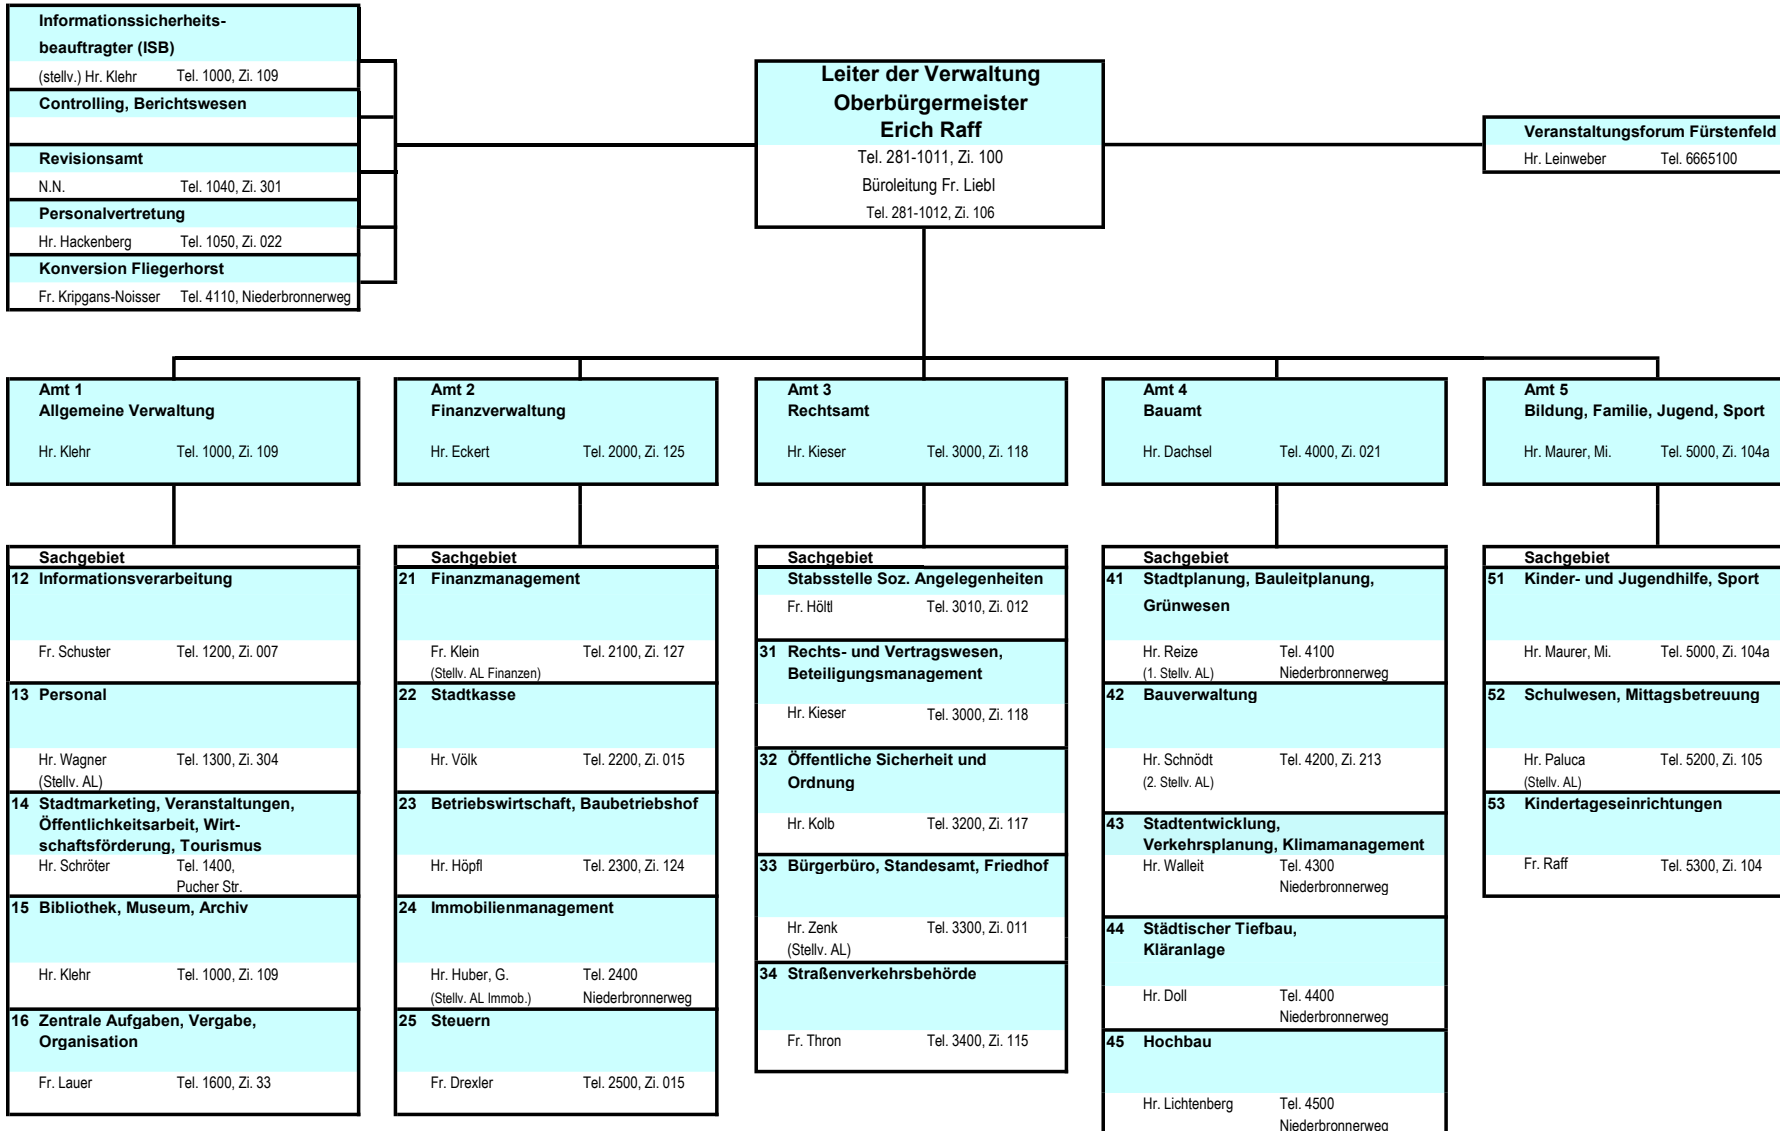 Informationssicherheits-
beauftragter (ISB)
(stellv.) Hr. Klehr Tel. 1000, Zi. 109
Controlling, Berichtswesen
Revisionsamt
N.N. Tel. 1040, Zi. 301
Personalvertretung
Hr. Hackenberg Tel. 1050, Zi. 022
Konversion Fliegerhorst
Fr. Kripgans-Noisser Tel. 4110, Niederbronnerweg
Leiter der Verwaltung
Oberbürgermeister
Erich Raff
Tel. 281-1011, Zi. 100
Büroleitung Fr. Liebl
Tel. 281-1012, Zi. 106
Veranstaltungsforum Fürstenfeld
Hr. Leinweber Tel. 6665100
Amt 1
Allgemeine Verwaltung
Hr. Klehr Tel. 1000, Zi. 109
Amt 2
Finanzverwaltung
Hr. Eckert Tel. 2000, Zi. 125
Amt 3
Rechtsamt
Hr. Kieser Tel. 3000, Zi. 118
Amt 4
Bauamt
Hr. Dachsel Tel. 4000, Zi. 021
Amt 5
Bildung, Familie, Jugend, Sport
Hr. Maurer, Mi. Tel. 5000, Zi. 104a
Sachgebiet
12 Informationsverarbeitung
Fr. Schuster Tel. 1200, Zi. 007
13 Personal
Hr. Wagner Tel. 1300, Zi. 304
(Stellv. AL)
14 Stadtmarketing, Veranstaltungen,
Öffentlichkeitsarbeit, Wirt-
schaftsförderung, Tourismus
Hr. Schröter Tel. 1400,
Pucher Str.
15 Bibliothek, Museum, Archiv
Hr. Klehr Tel. 1000, Zi. 109
16 Zentrale Aufgaben, Vergabe,
Organisation
Fr. Lauer Tel. 1600, Zi. 33
Sachgebiet
21 Finanzmanagement
Fr. Klein Tel. 2100, Zi. 127
(Stellv. AL Finanzen)
22 Stadtkasse
Hr. Völk Tel. 2200, Zi. 015
23 Betriebswirtschaft, Baubetriebshof
Hr. Höpfl Tel. 2300, Zi. 124
24 Immobilienmanagement
Hr. Huber, G. Tel. 2400
(Stellv. AL Immob.) Niederbronnerweg
25 Steuern
Fr. Drexler Tel. 2500, Zi. 015
Sachgebiet
Stabsstelle Soz. Angelegenheiten
Fr. Höltl Tel. 3010, Zi. 012
31 Rechts- und Vertragswesen,
Beteiligungsmanagement
Hr. Kieser Tel. 3000, Zi. 118
32 Öffentliche Sicherheit und
Ordnung
Hr. Kolb Tel. 3200, Zi. 117
33 Bürgerbüro, Standesamt, Friedhof
Hr. Zenk Tel. 3300, Zi. 011
(Stellv. AL)
34 Straßenverkehrsbehörde
Fr. Thron Tel. 3400, Zi. 115
Sachgebiet
41 Stadtplanung, Bauleitplanung,
Grünwesen
Hr. Reize Tel. 4100
(1. Stellv. AL) Niederbronnerweg
42 Bauverwaltung
Hr. Schnödt Tel. 4200, Zi. 213
(2. Stellv. AL)
43 Stadtentwicklung,
Verkehrsplanung, Klimamanagement
Hr. Walleit Tel. 4300
Niederbronnerweg
44 Städtischer Tiefbau,
Kläranlage
Hr. Doll Tel. 4400
Niederbronnerweg
45 Hochbau
Hr. Lichtenberg Tel. 4500
Niederbronnerweg
Sachgebiet
51 Kinder- und Jugendhilfe, Sport
Hr. Maurer, Mi. Tel. 5000, Zi. 104a
52 Schulwesen, Mittagsbetreuung
Hr. Paluca Tel. 5200, Zi. 105
(Stellv. AL)
53 Kindertageseinrichtungen
Fr. Raff Tel. 5300, Zi. 104